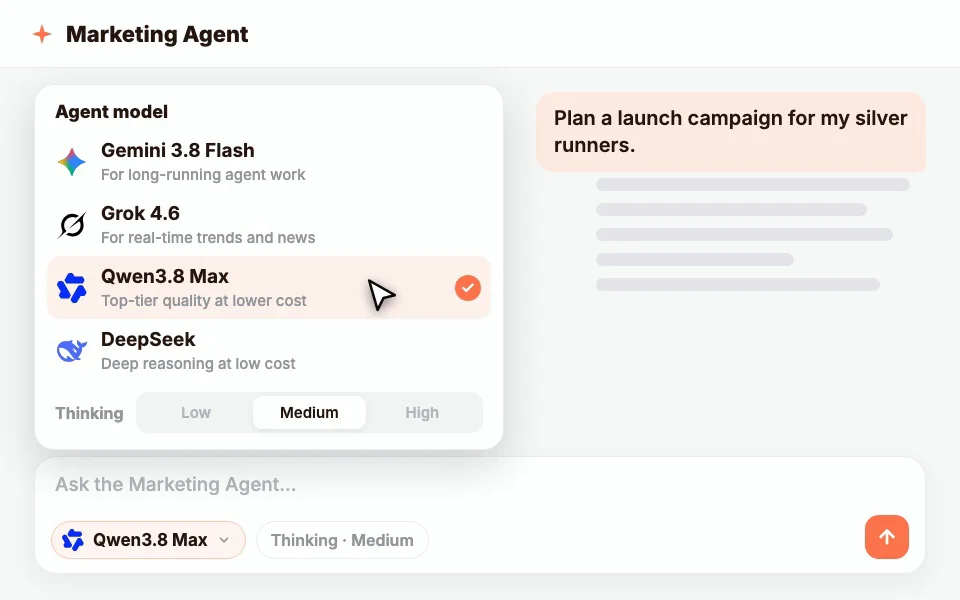 Marketing Agent
Agent model
Gemini 3.8 Flash
For long-running agent work
Grok 4.6
For real-time trends and news
Qwen3.8 Max
Top-tier quality at lower cost
DeepSeek
Deep reasoning at low cost
Thinking
Low
Medium
High
Plan a launch campaign for my silver
runners.
Ask the Marketing Agent...
Qwen3.8 Max
Thinking · Medium